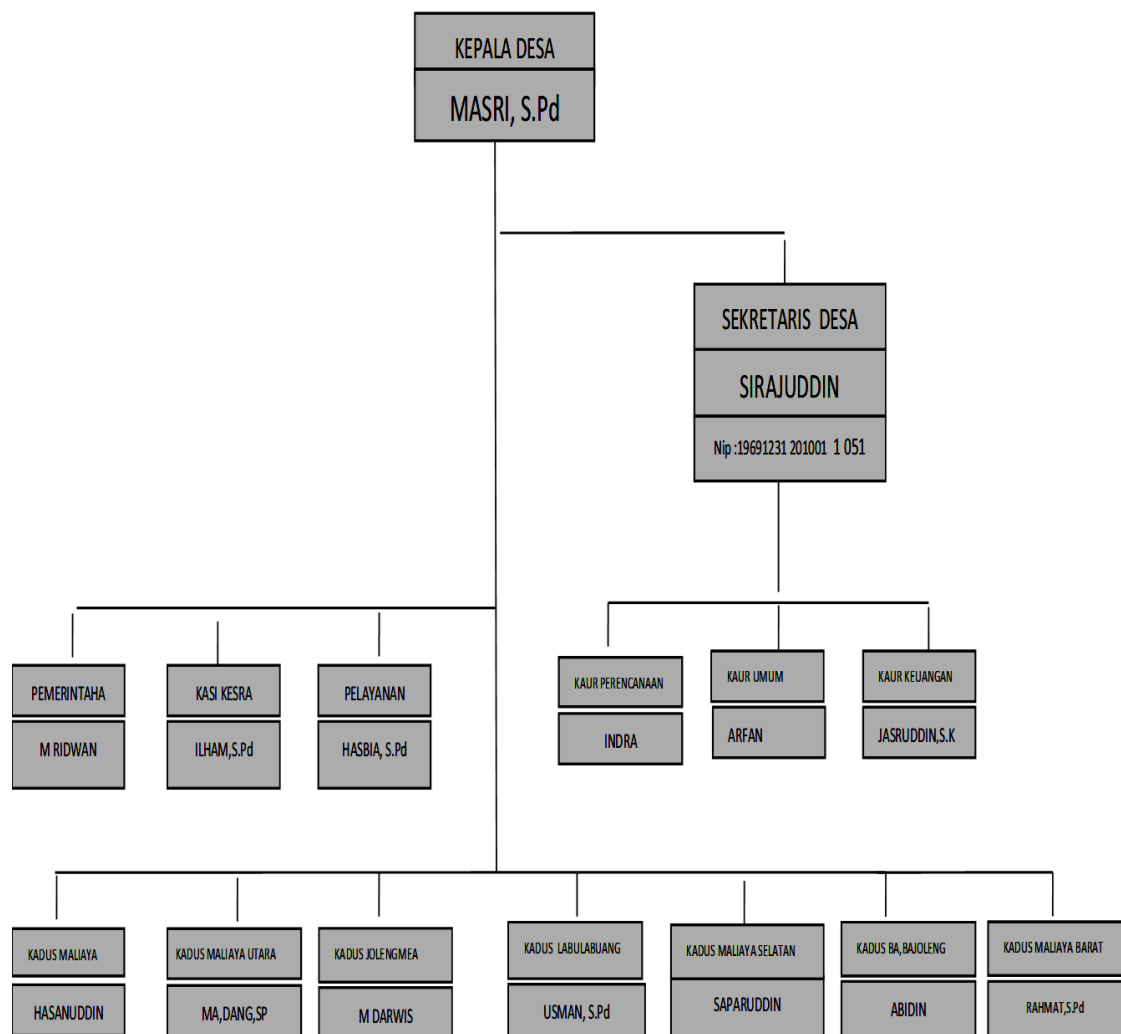 KEPALA DESA
MASRI, S.Pd
SEKRETARIS DESA
SIRAJUDDIN
Nip :19691231 201001 1 051
PEMERINTAHA
M RIDWAN
KASI KESRA
ILHAM,S.Pd
PELAYANAN
HASBIA, S.Pd
KAUR PERENCANAAN
INDRA
KAUR UMUM
ARFAN
KAUR KEUANGAN
JASRUDDIN,S.K
KADUS MALIAYA
HASANUDDIN
KADUS MALIAYA UTARA
MA,DANG,SP
KADUS JOLENGMEA
M DARWIS
KADUS LABULABUANG
USMAN, S.Pd
KADUS MALIAYA SELATAN
SAPARUDDIN
KADUS BA,BAJOLENG
ABIDIN
KADUS MALIAYA BARAT
RAHMAT,S.Pd